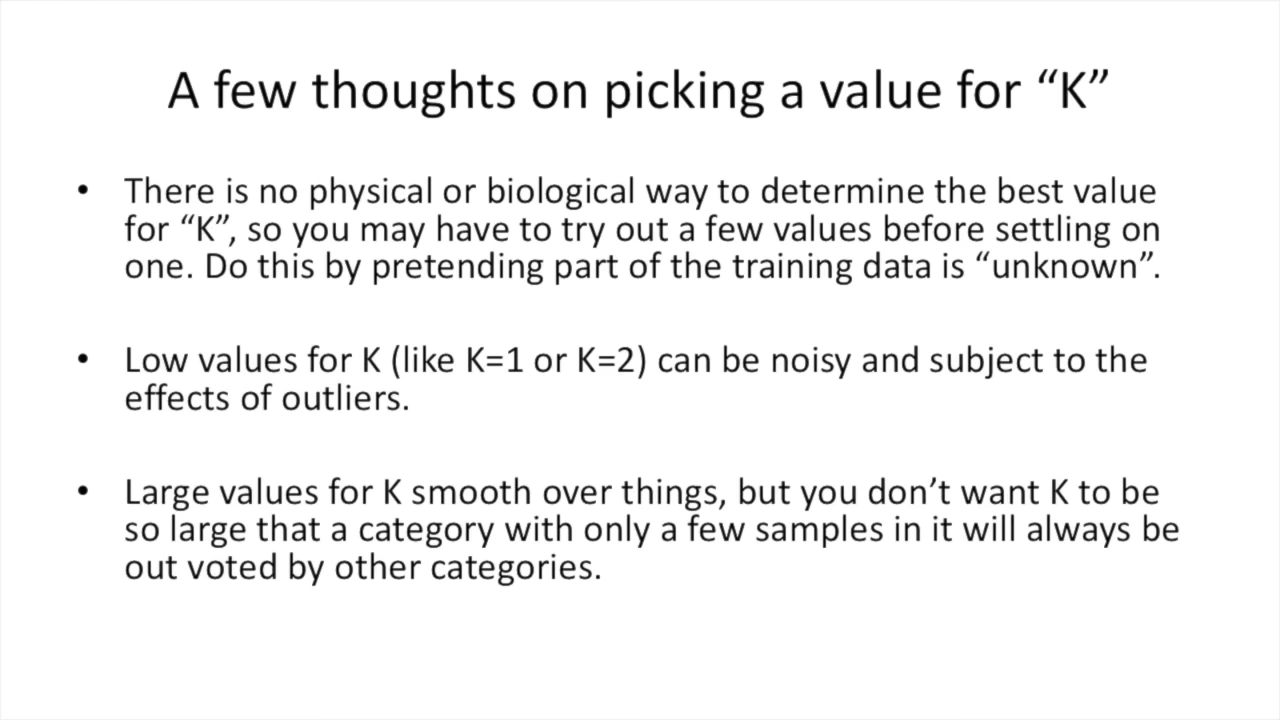 A few thoughts on picking a value for “K”
• There is no physical or biological way to determine the best value
for “K”, so you may have to try out a few values before settling on
one. Do this by pretending part of the training data is “unknown”.
• Low values for K (like K=1 or K=2) can be noisy and subject to the
effects of outliers.
• Large values for K smooth over things, but you don’t want K to be
so large that a category with only a few samples in it will always be
out voted by other categories.